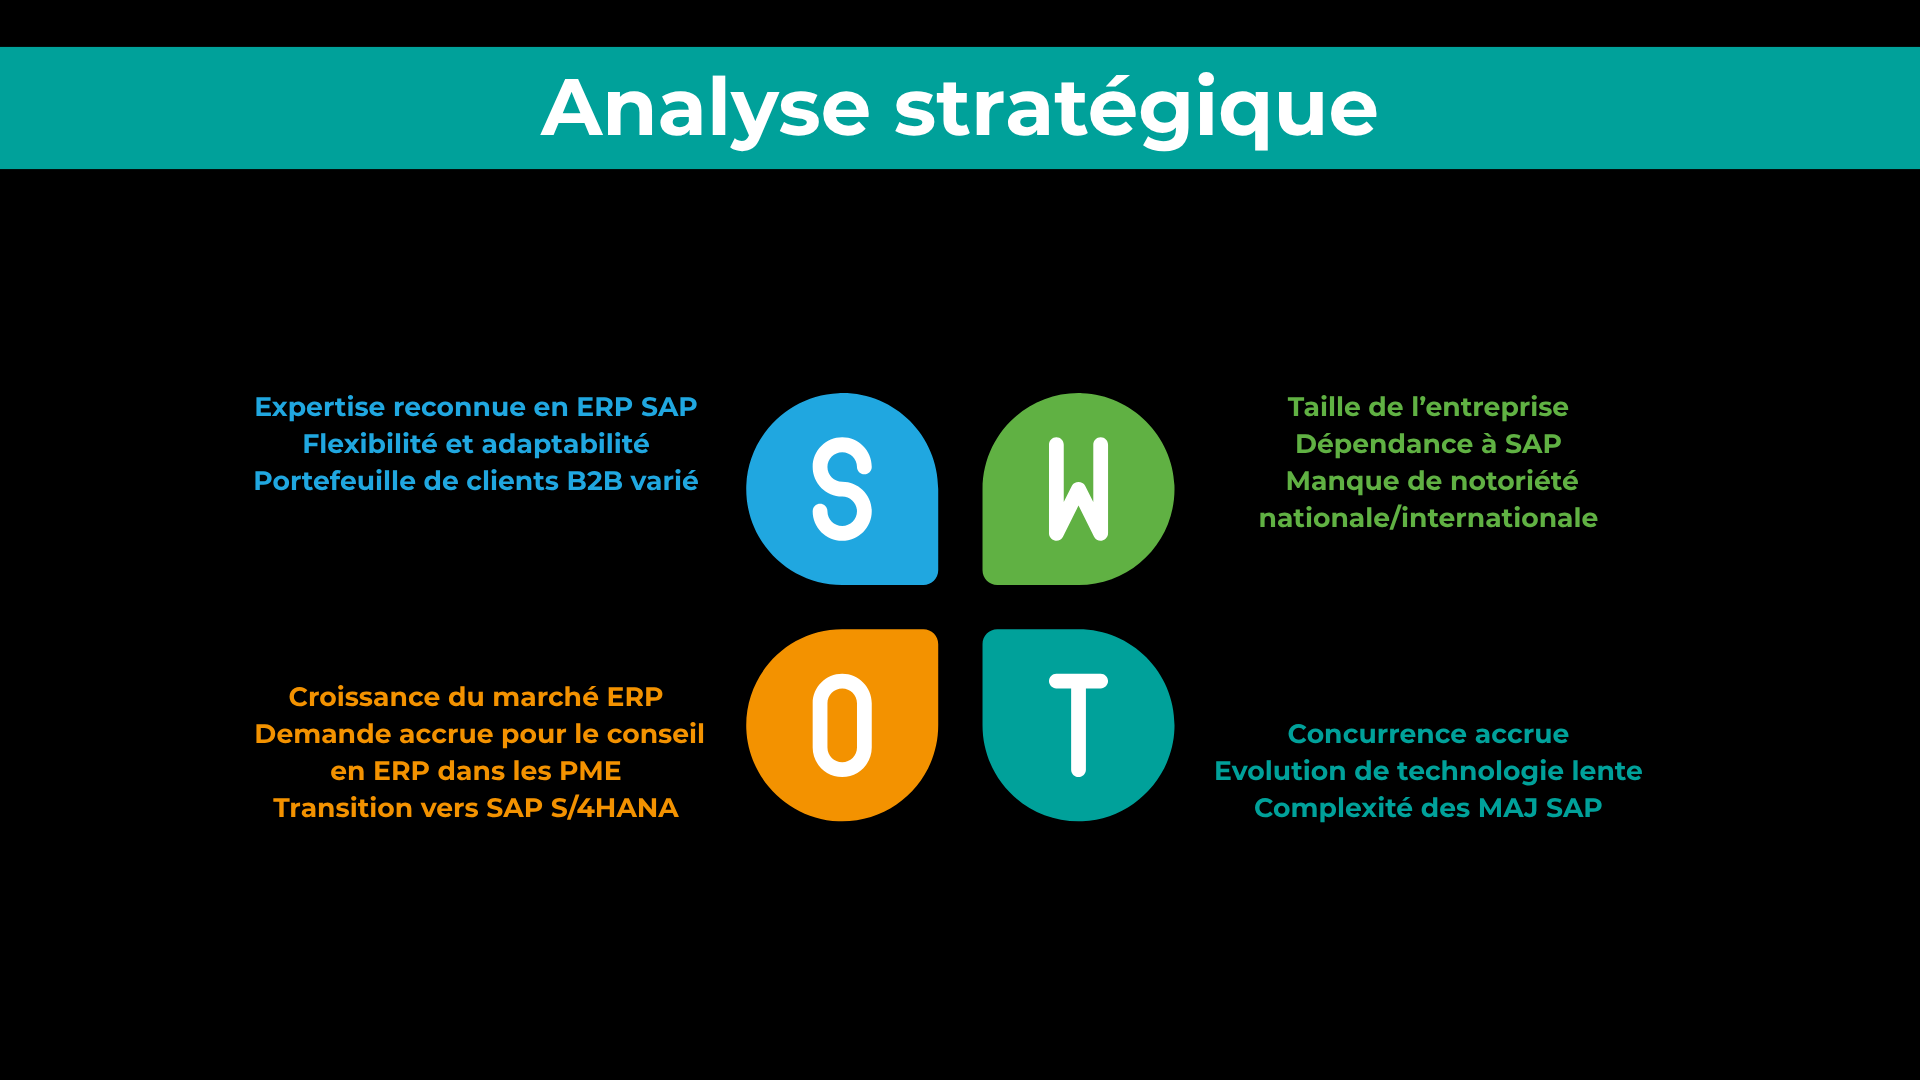 Analyse stratégique
Expertise reconnue en ERP SAP
Flexibilité et adaptabilité
Portefeuille de clients B2B varié
S
W
Taille de l’entreprise
Dépendance à SAP
Manque de notoriété
nationale/internationale
Croissance du marché ERP
Demande accrue pour le conseil
en ERP dans les PME
Transition vers SAP S/4HANA
O
T
Concurrence accrue
Evolution de technologie lente
Complexité des MAJ SAP